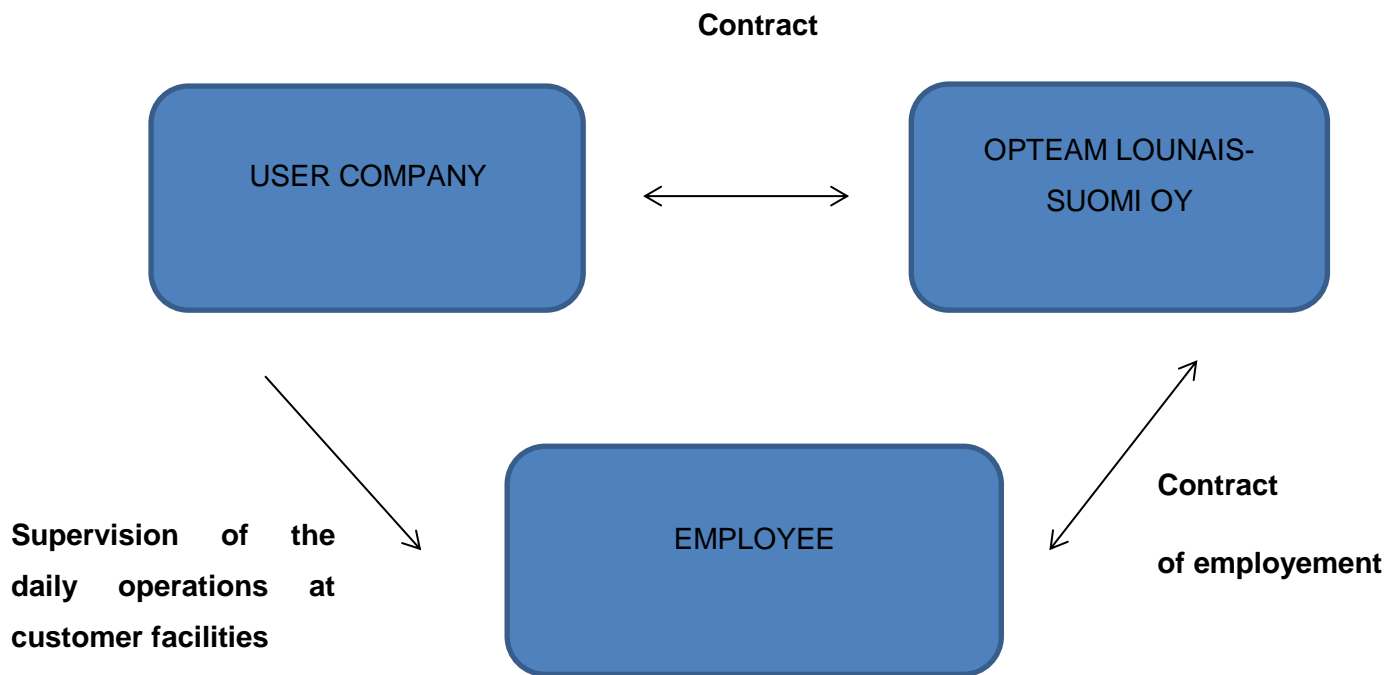 Contract
USER COMPANY
OPTEAM LOUNAIS-
SUOMI OY
Supervision of the
daily operations at
customer facilities
EMPLOYEE
Contract
of employement